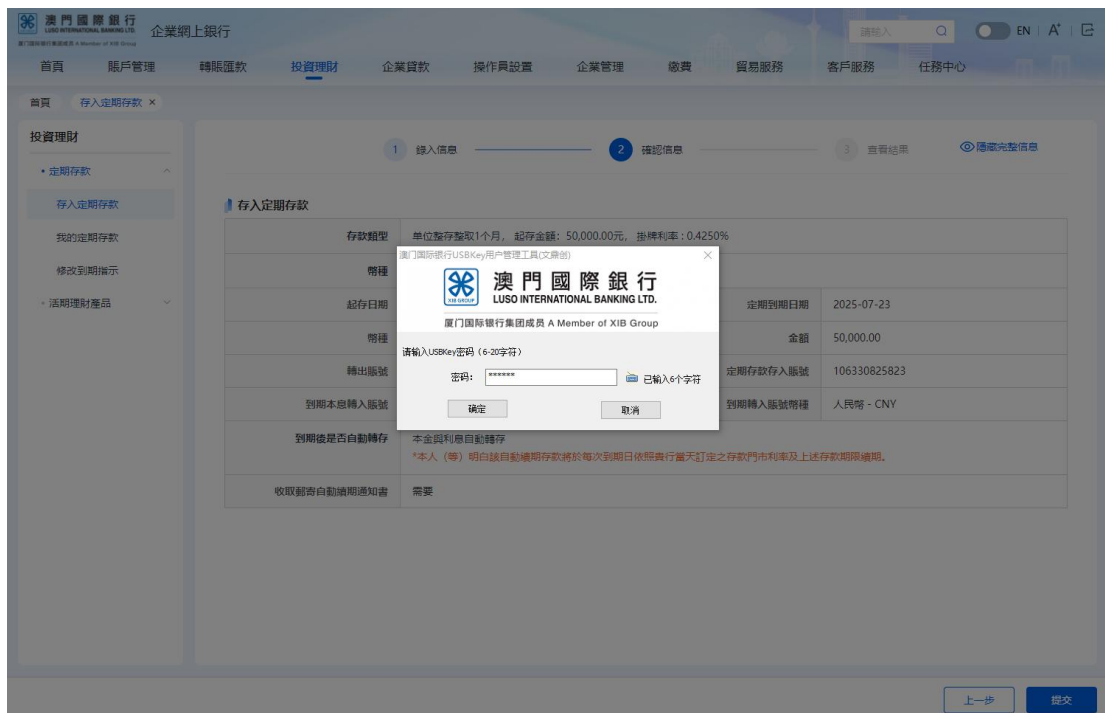 澳門國際銀行 企業網上銀行
LUSO INTERNATIONAL BANKING LTD.
廈门国际银行集团成员 A Member of XIB Group
請輸入 EN A+
首頁 賬戶管理 轉賬匯款 投資理財 企業貸款 操作員設置 企業管理 繳費 貿易服務 客戶服務 任務中心
首頁 存入定期存款 ×
投資理財
定期存款
存入定期存款
我的定期存款
修改到期指示
活期理財產品
1 錄入信息 2 確認信息 3 查看結果 隱藏完整信息
存入定期存款
存款類型 单位整存整取1个月, 起存金額: 50,000.00元, 掛牌利率 : 0.4250%
幣種
起存日期 定期到期日期 2025-07-23
幣種 金額 50,000.00
轉出賬號 定期存款存入賬號 106330825823
到期本息轉入賬號 到期轉入賬號幣種 人民幣 - CNY
到期後是否自動轉存 本金與利息自動轉存
*本人（等）明白該自動續期存款將於每次到期日依照貴行當天訂定之存款門市利率及上述存款期限續期。
收取郵寄自動續期通知書 需要
澳门国际银行USBKey用户管理工具(文鼎创)
XIB GROUP
澳門國際銀行
LUSO INTERNATIONAL BANKING LTD.
厦门国际银行集团成员 A Member of XIB Group
请输入USBKey密码（6-20字符）
密码: ****** 已输入6个字符
确定 取消
上一步 提交